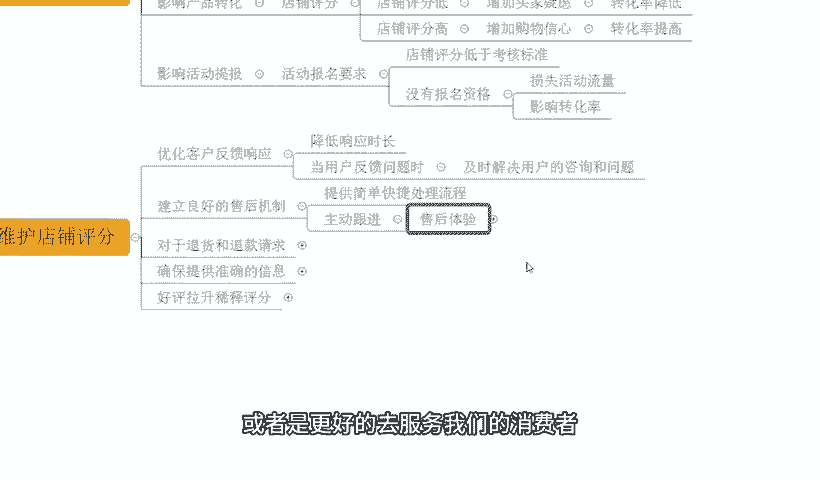 影响产品转化 店铺评分 店铺评分低 增加买家疑虑 转化率降低
店铺评分高 增加购物信心 转化率提高
店铺评分低于考核标准
影响活动提报 活动报名要求
没有报名资格 损失活动流量
影响转化率
降低响应时长
优化客户反馈响应
当用户反馈问题时 及时解决用户的咨询和问题
提供简单快捷处理流程
建立良好的售后机制
主动跟进 售后体验
维护店铺评分
对于退货和退款请求
确保提供准确的信息
好评拉升稀释评分
或者是更好的去服务我们的消费者